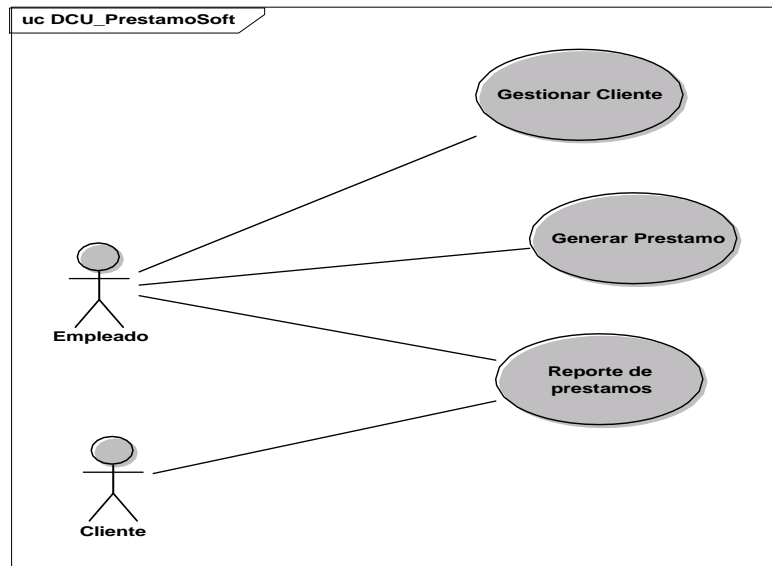 uc DCU_PrestamoSoft
Gestionar Cliente
Generar Prestamo
Empleado
Reporte de
prestamos
Cliente